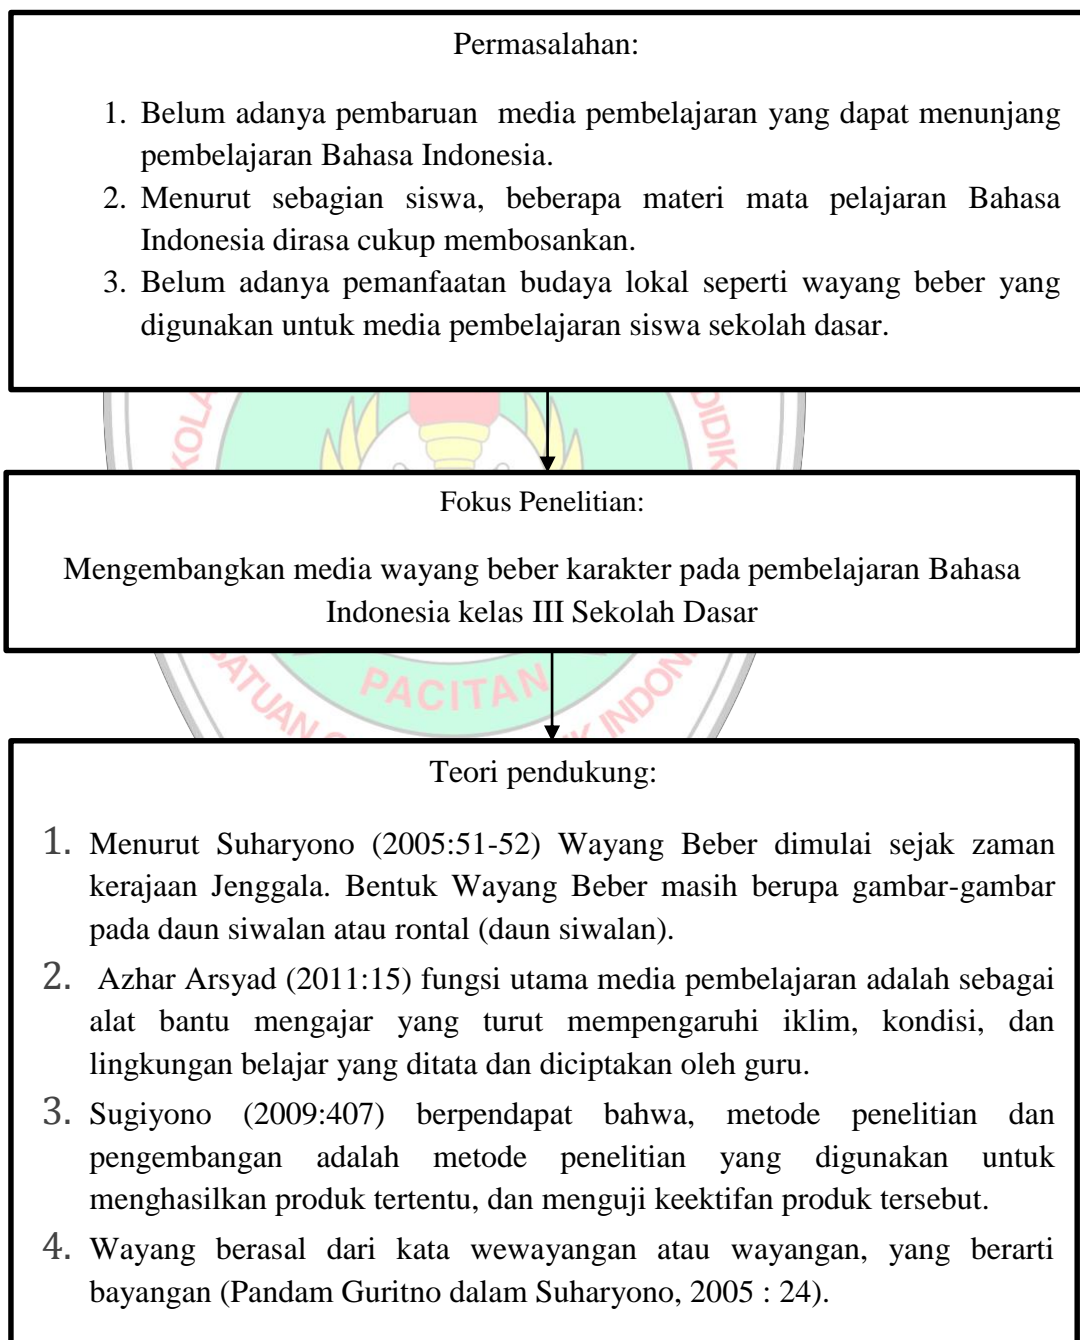 Permasalahan:
1. Belum adanya pembaruan media pembelajaran yang dapat menunjang
pembelajaran Bahasa Indonesia.
2. Menurut sebagian siswa, beberapa materi mata pelajaran Bahasa
Indonesia dirasa cukup membosankan.
3. Belum adanya pemanfaatan budaya lokal seperti wayang beber yang
digunakan untuk media pembelajaran siswa sekolah dasar.
KOLA
DIDIK
Fokus Penelitian:
Mengembangkan media wayang beber karakter pada pembelajaran Bahasa
Indonesia kelas III Sekolah Dasar
PACITAN
Teori pendukung:
1. Menurut Suharyono (2005:51-52) Wayang Beber dimulai sejak zaman
kerajaan Jenggala. Bentuk Wayang Beber masih berupa gambar-gambar
pada daun siwalan atau rontal (daun siwalan).
2. Azhar Arsyad (2011:15) fungsi utama media pembelajaran adalah sebagai
alat bantu mengajar yang turut mempengaruhi iklim, kondisi, dan
lingkungan belajar yang ditata dan diciptakan oleh guru.
3. Sugiyono (2009:407) berpendapat bahwa, metode penelitian dan
pengembangan adalah metode penelitian yang digunakan untuk
menghasilkan produk tertentu, dan menguji keektifan produk tersebut.
4. Wayang berasal dari kata wewayangan atau wayangan, yang berarti
bayangan (Pandam Guritno dalam Suharyono, 2005 : 24).